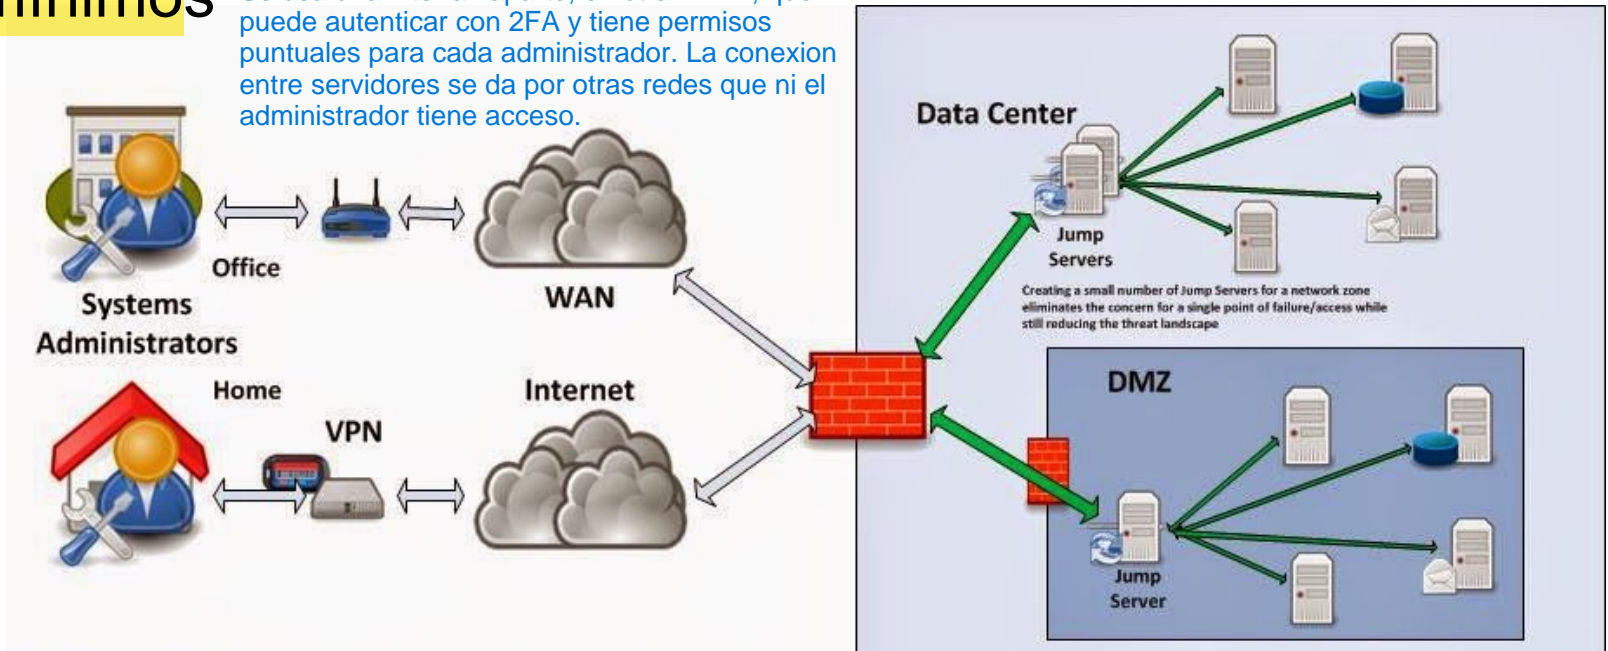 mínimos
puede autenticar con 2FA y tiene permisos
puntuales para cada administrador. La conexion
entre servidores se da por otras redes que ni el
administrador tiene acceso.
Office
Systems
Administrators
WAN
Home
VPN
Internet
Data Center
Jump
Servers
Creating a small number of Jump Servers for a network zone
eliminates the concern for a single point of failure/access while
still reducing the threat landscape
DMZ
Jump
Server